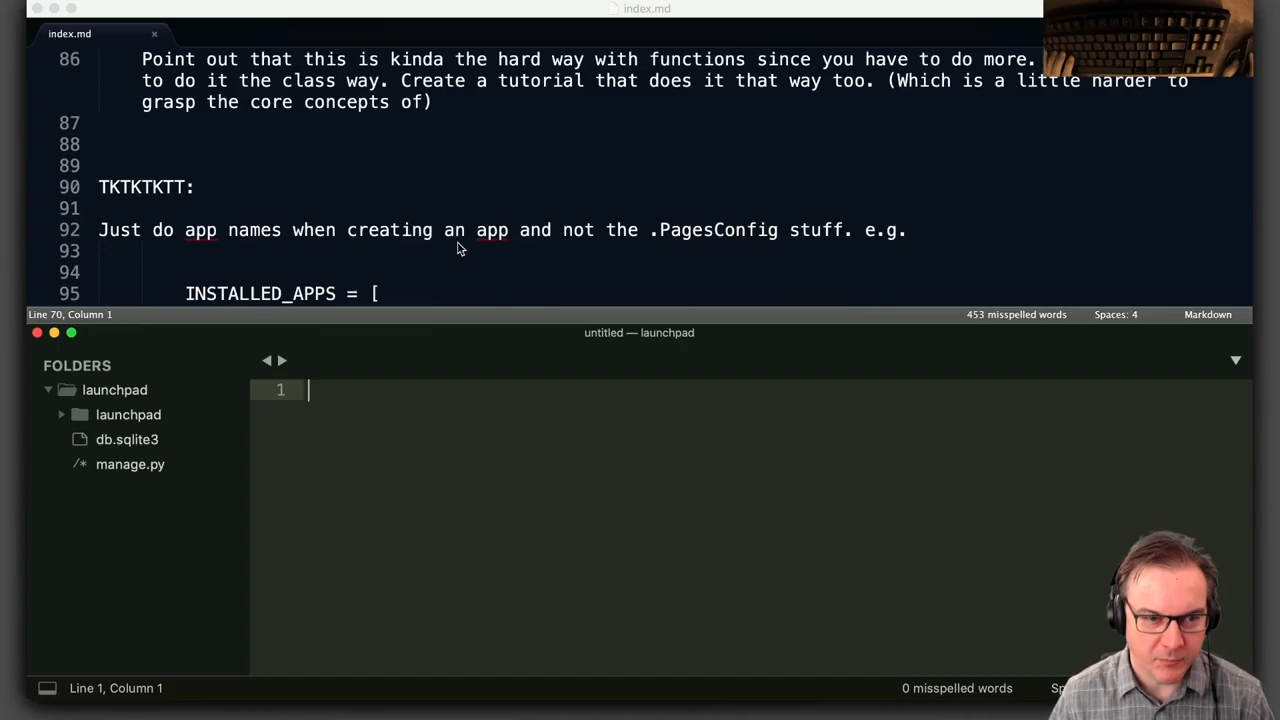 index.md
index.md ×
86 Point out that this is kinda the hard way with functions since you have to do more.
to do it the class way. Create a tutorial that does it that way too. (Which is a little harder to
grasp the core concepts of)
87
88
89
90 TKTKTKTT:
91
92 Just do app names when creating an app and not the .PagesConfig stuff. e.g.
93
94
95 INSTALLED_APPS = [
Line 70, Column 1 453 misspelled words Spaces: 4 Markdown
untitled — launchpad
FOLDERS
launchpad
launchpad
db.sqlite3
/* manage.py
1
Line 1, Column 1 0 misspelled words Sp